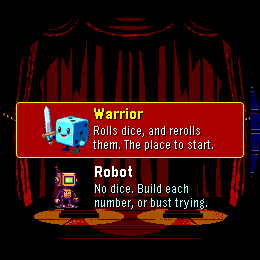 Warrior
Rolls dice, and rerolls
them. The place to start.
Robot
No dice. Build each
number, or bust trying.